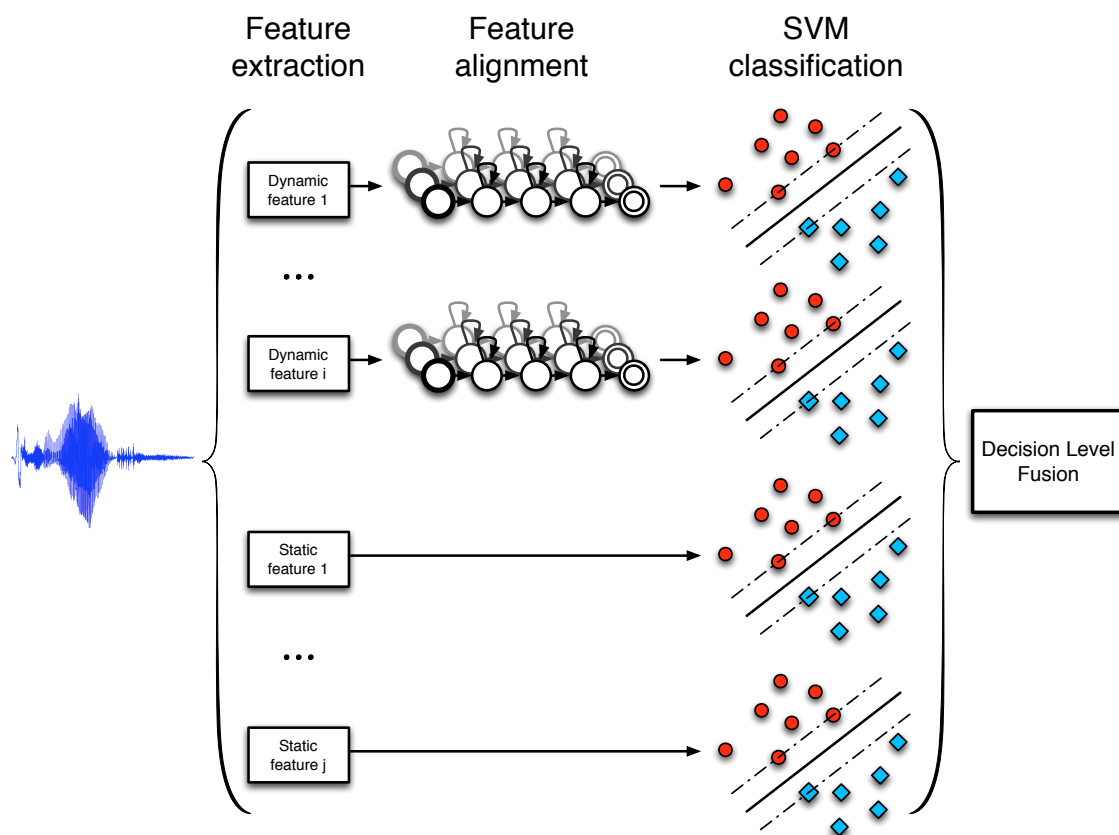 Feature
extraction
Feature
alignment
SVM
classification
Dynamic
feature 1
...
Dynamic
feature i
Static
feature 1
...
Static
feature j
Decision Level
Fusion